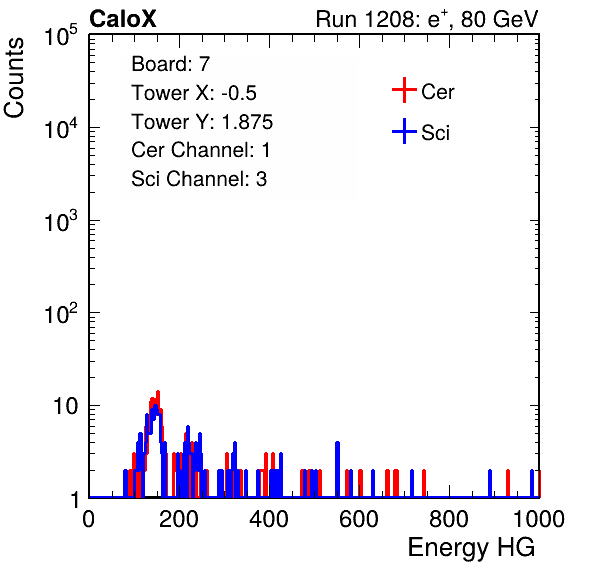 CaloX Run 1208: e⁺, 80 GeV
Counts
10⁵
10⁴
10³
10²
10
1
Board: 7
Tower X: -0.5
Tower Y: 1.875
Cer Channel: 1
Sci Channel: 3
Cer
Sci
0 200 400 600 800 1000
Energy HG